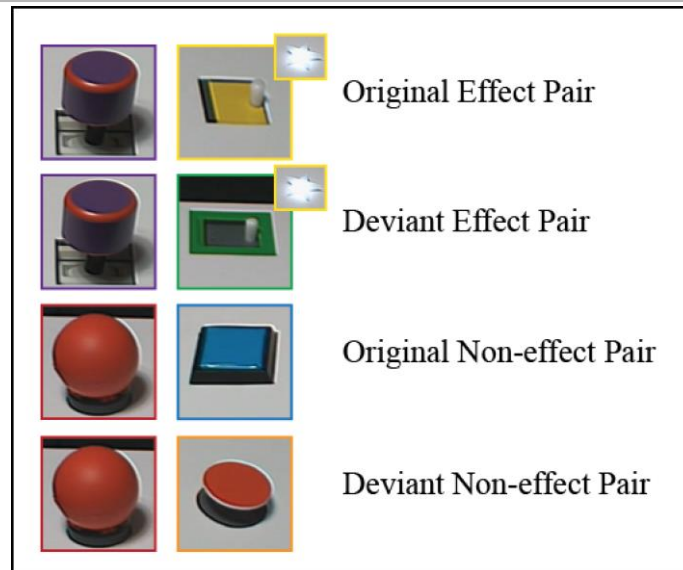 Original Effect Pair
Deviant Effect Pair
Original Non-effect Pair
Deviant Non-effect Pair